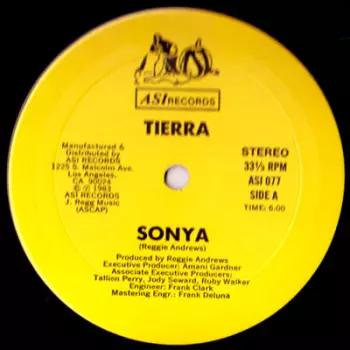 ASI RECORDS
TIERRA
Manufactured &
Distributed by
ASI RECORDS
1225 S. Malcolm Ave.
Los Angeles,
CA. 90024
© ℗ 1983
ASI RECORDS
J. Regg Music
(ASCAP)
STEREO
33⅓ RPM
ASI 077
SIDE A
TIME: 6:00
SONYA
(Reggie Andrews)
Produced by Reggie Andrews
Executive Producer: Amani Gardner
Associate Executive Producers;
Tallion Perry, Jody Seward, Ruby Walker
Engineer: Frank Clark
Mastering Engr.: Frank Deluna